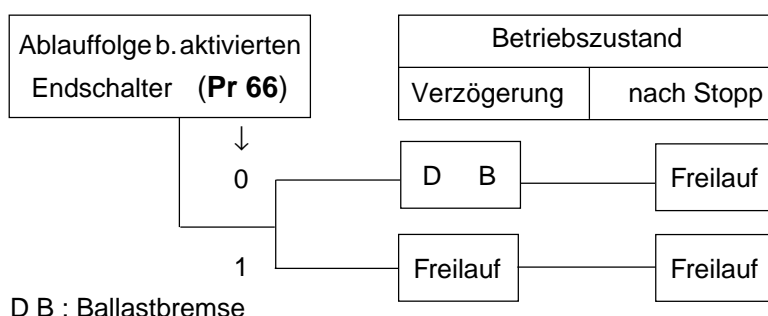 Ablauffolge b. aktivierten
Endschalter (Pr 66)
Betriebszustand
Verzögerung nach Stopp
↓
0
D B Freilauf
1
Freilauf Freilauf
D B : Ballastbremse